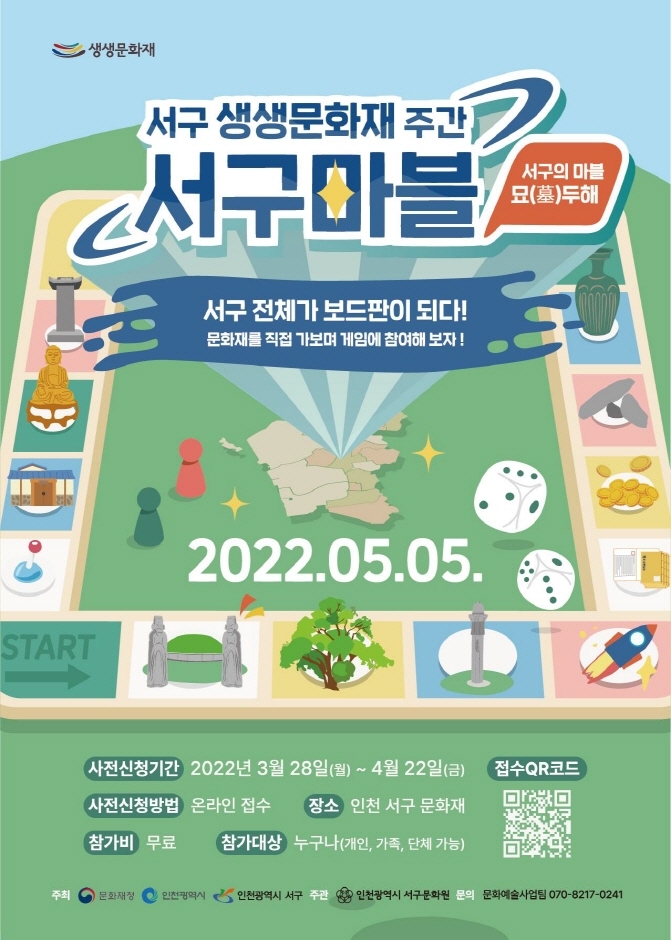 생생문화재
서구 생생문화재 주간
서구마블
서구의 마블
묘(墓)두해
서구 전체가 보드판이 되다!
문화재를 직접 가보며 게임에 참여해 보자!
2022.05.05.
START
사전신청기간 2022년 3월 28일(월) ~ 4월 22일(금) 접수QR코드
사전신청방법 온라인 접수 장소 인천 서구 문화재
참가비 무료 참가대상 누구나(개인, 가족, 단체 가능)
주최 문화재청 인천광역시 인천광역시 서구 주관 인천광역시 서구문화원 문의 문화예술사업팀 070-8217-0241